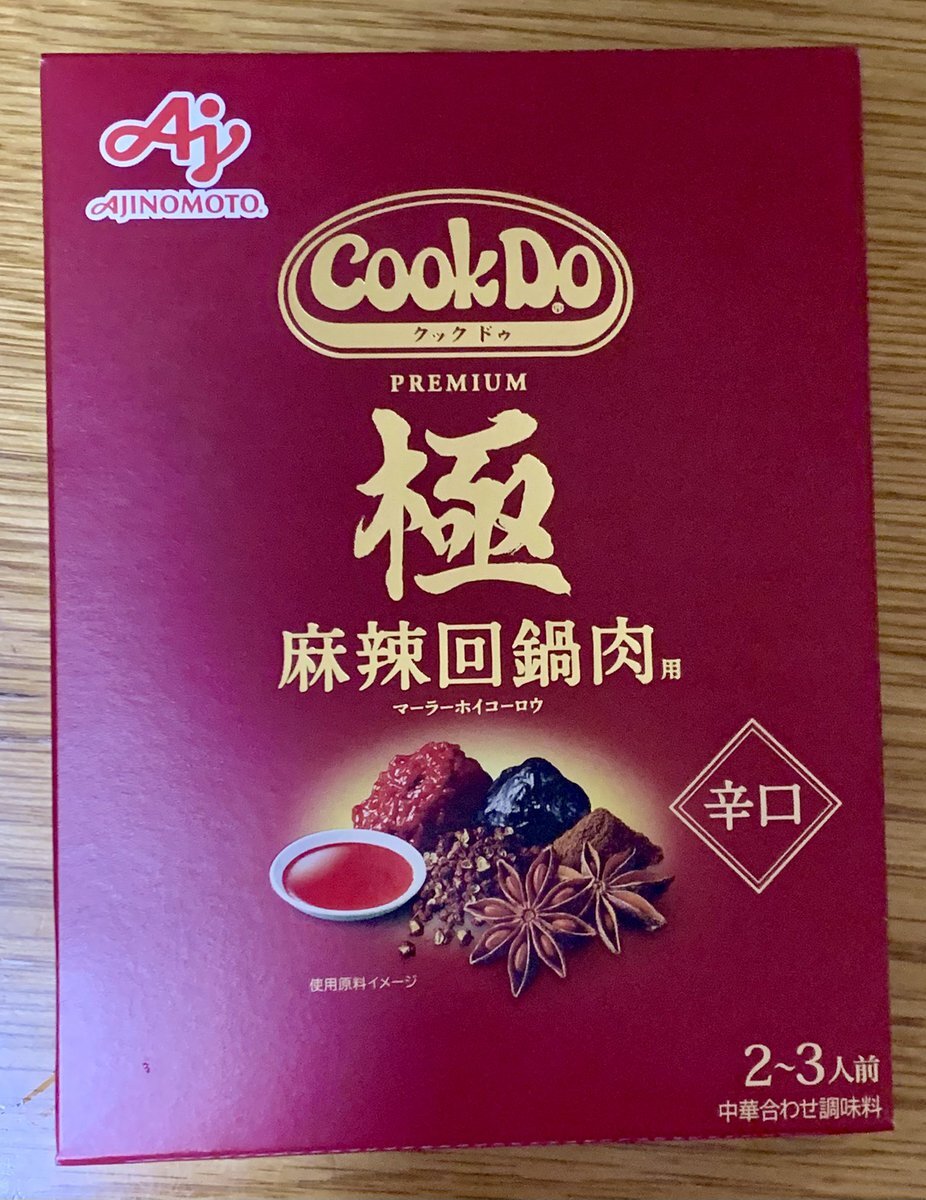 Aj
AJINOMOTO®
CookDo®
クック ドゥ
PREMIUM
極
麻辣回鍋肉用
マーラーホイコーロウ
辛口
使用原料イメージ
2~3人前
中華合わせ調味料